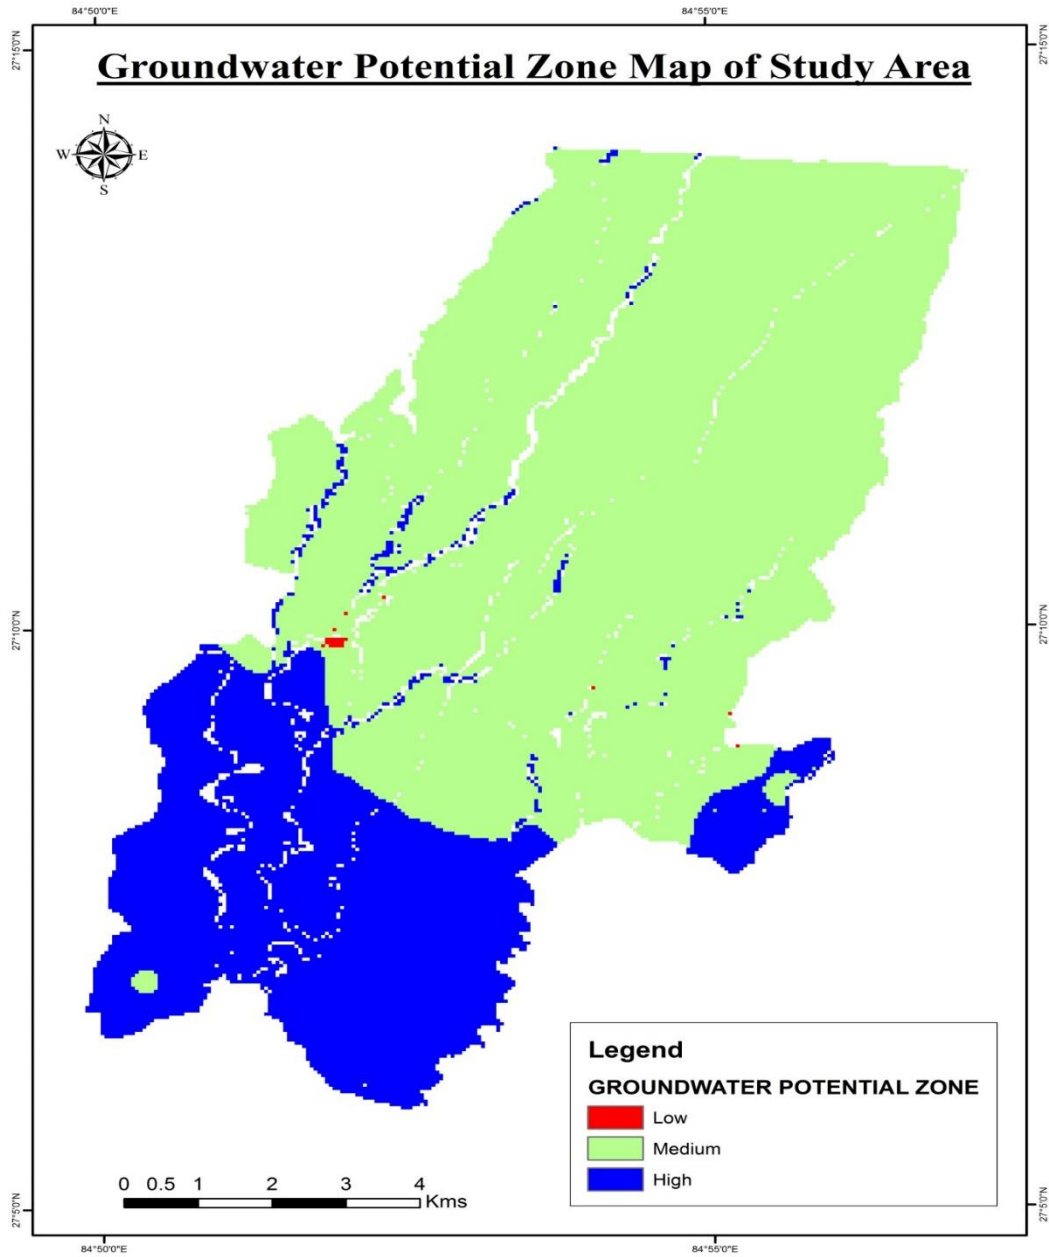 84°50'0"E 84°55'0"E
27°15'0"N 27°15'0"N
Groundwater Potential Zone Map of Study Area
N
W E
S
27°10'0"N 27°10'0"N
Legend
GROUNDWATER POTENTIAL ZONE
Low
Medium
High
0 0.5 1 2 3 4
Kms
27°5'0"N 27°5'0"N
84°50'0"E 84°55'0"E